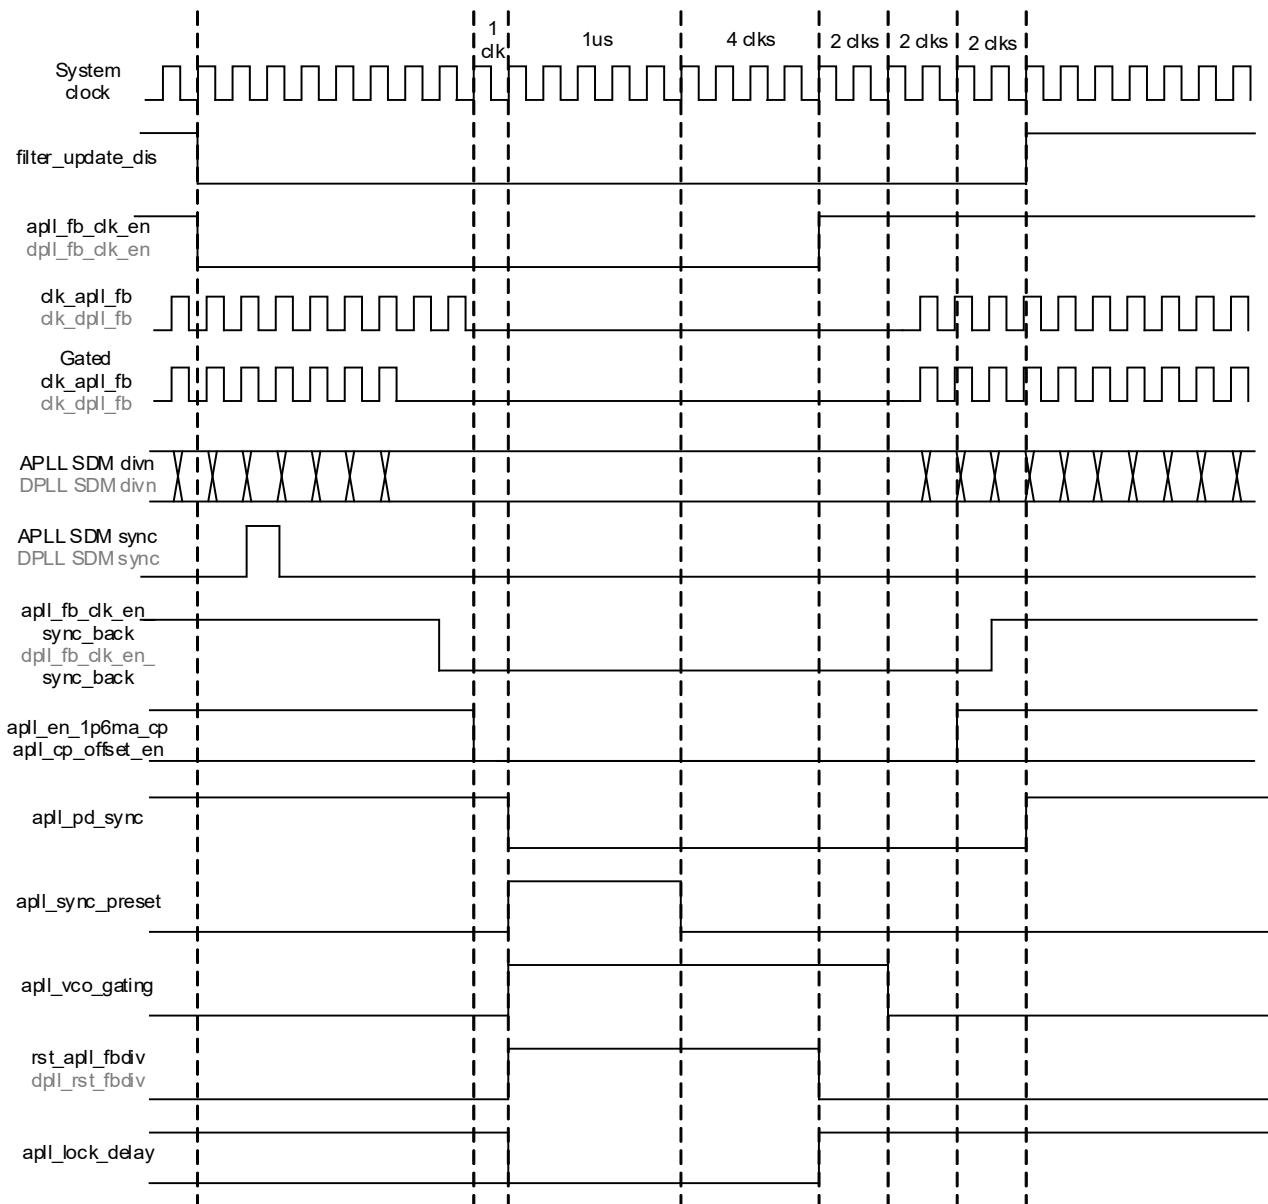 1
clk
1us
4 clks
2 clks
2 clks
2 clks
System
clock
filter_update_dis
apll_fb_clk_en
dpll_fb_clk_en
clk_apll_fb
clk_dpll_fb
Gated
clk_apll_fb
clk_dpll_fb
APLL SDM divn
DPLL SDM divn
APLL SDM sync
DPLL SDM sync
apll_fb_clk_en_
sync_back
dpll_fb_clk_en_
sync_back
apll_en_1p6ma_cp
apll_cp_offset_en
apll_pd_sync
apll_sync_preset
apll_vco_gating
rst_apll_fbdiv
dpll_rst_fbdiv
apll_lock_delay